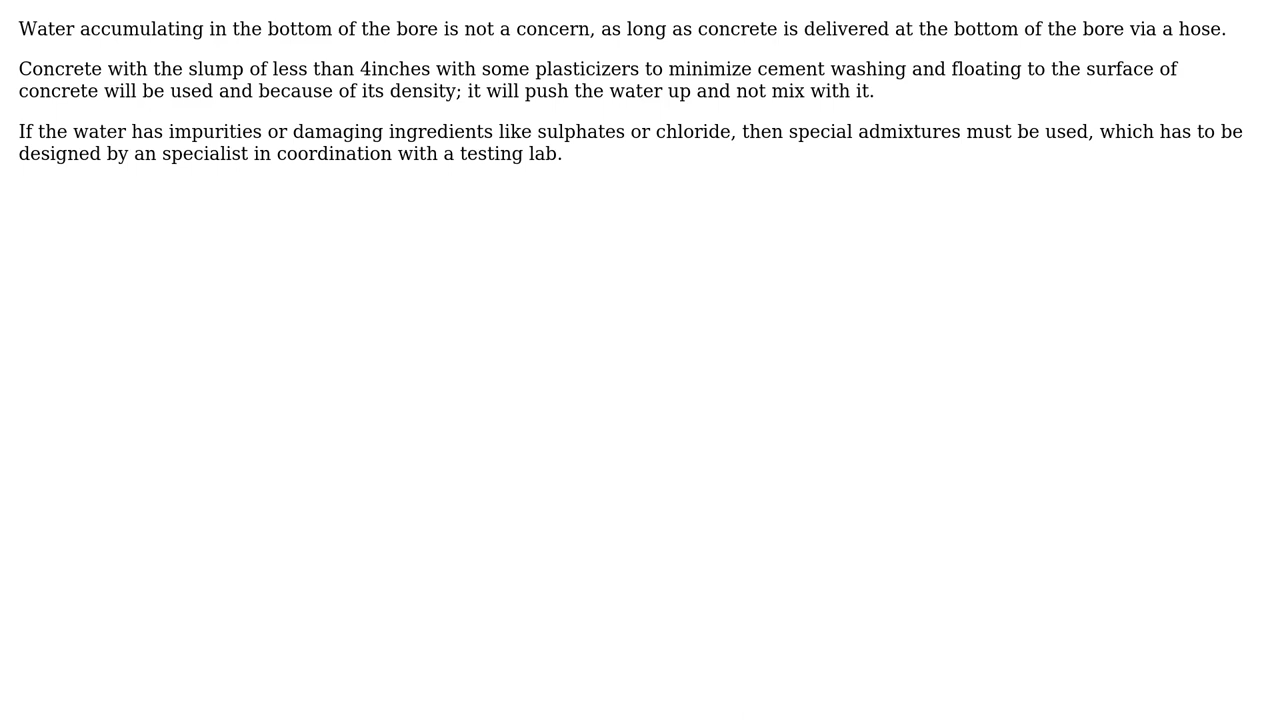 Water accumulating in the bottom of the bore is not a concern, as long as concrete is delivered at the bottom of the bore via a hose.
Concrete with the slump of less than 4inches with some plasticizers to minimize cement washing and floating to the surface of
concrete will be used and because of its density; it will push the water up and not mix with it.
If the water has impurities or damaging ingredients like sulphates or chloride, then special admixtures must be used, which has to be
designed by an specialist in coordination with a testing lab.